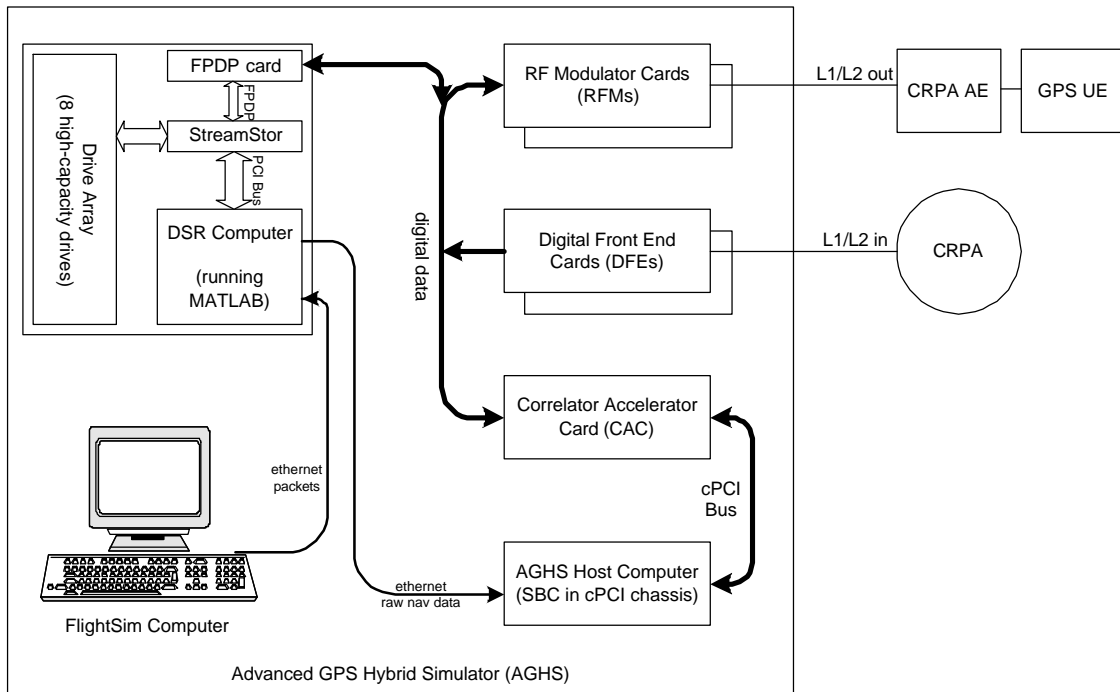 FPDP card
FPDP
StreamStor
PCI Bus
Drive Array
(8 high-capacity drives)
DSR Computer
(running
MATLAB)
digital data
RF Modulator Cards
(RFMs)
L1/L2 out
CRPA AE
GPS UE
Digital Front End
Cards (DFEs)
L1/L2 in
CRPA
Correlator Accelerator
Card (CAC)
cPCI
Bus
ethernet
packets
AGHS Host Computer
(SBC in cPCI chassis)
ethernet
raw nav data
FlightSim Computer
Advanced GPS Hybrid Simulator (AGHS)